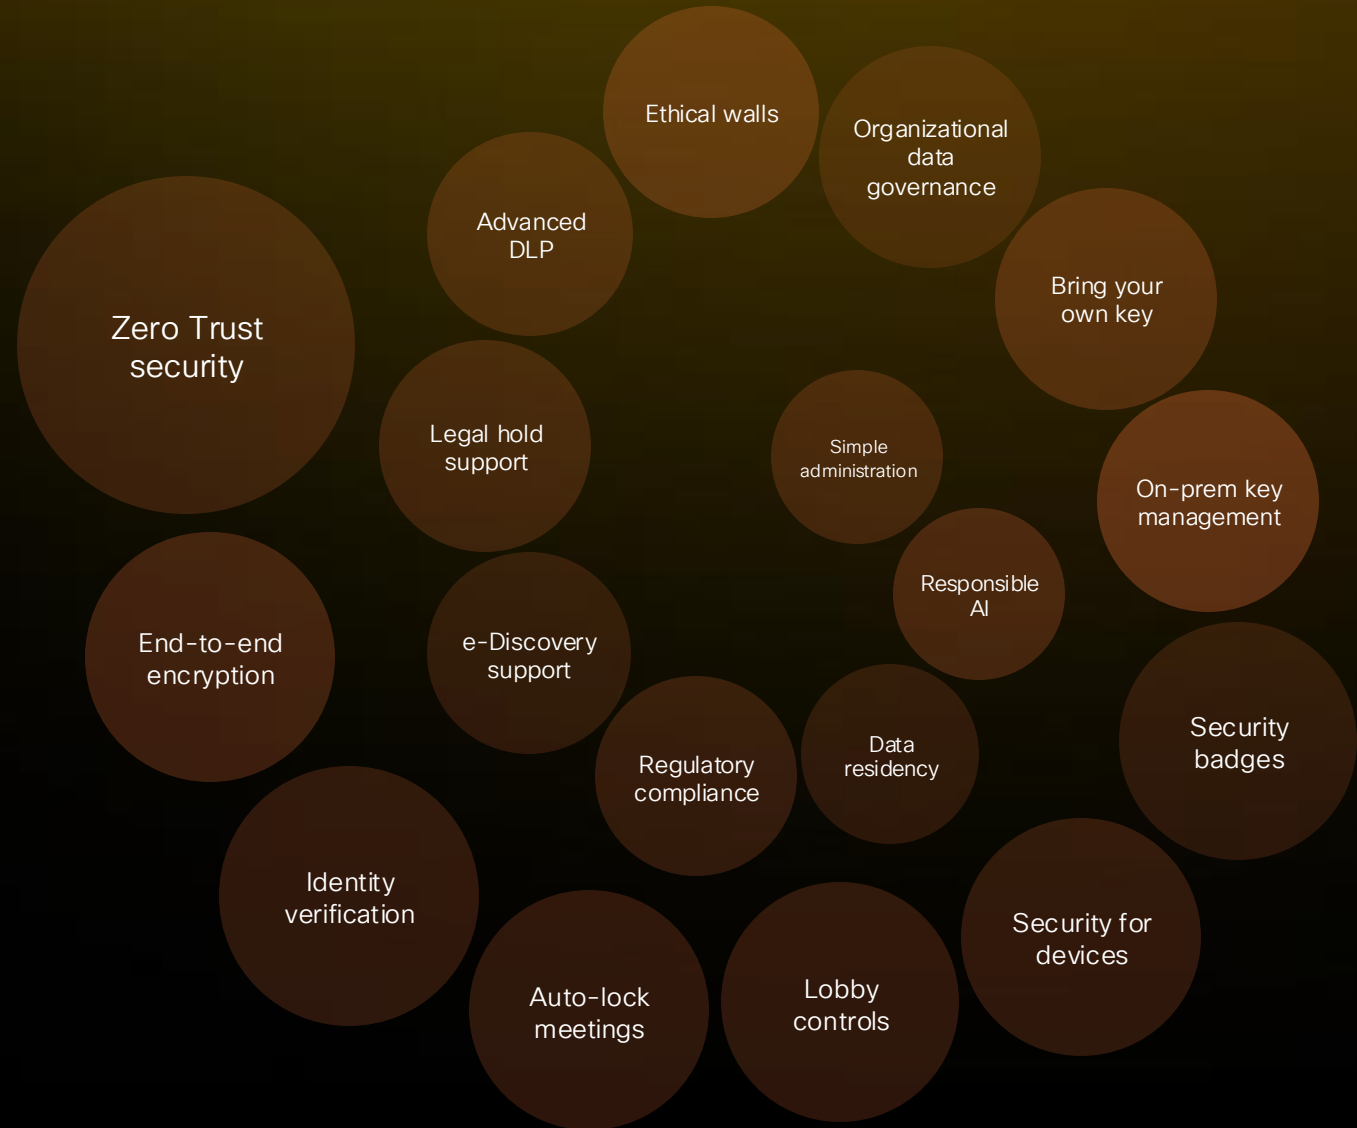 Ethical walls
Organizational
data
governance
Advanced
DLP
Bring your
own key
Zero Trust
security
Legal hold
support
Simple
administration
On-prem key
management
Responsible
AI
End-to-end
encryption
e-Discovery
support
Security
badges
Regulatory
compliance
Data
residency
Identity
verification
Security for
devices
Auto-lock
meetings
Lobby
controls